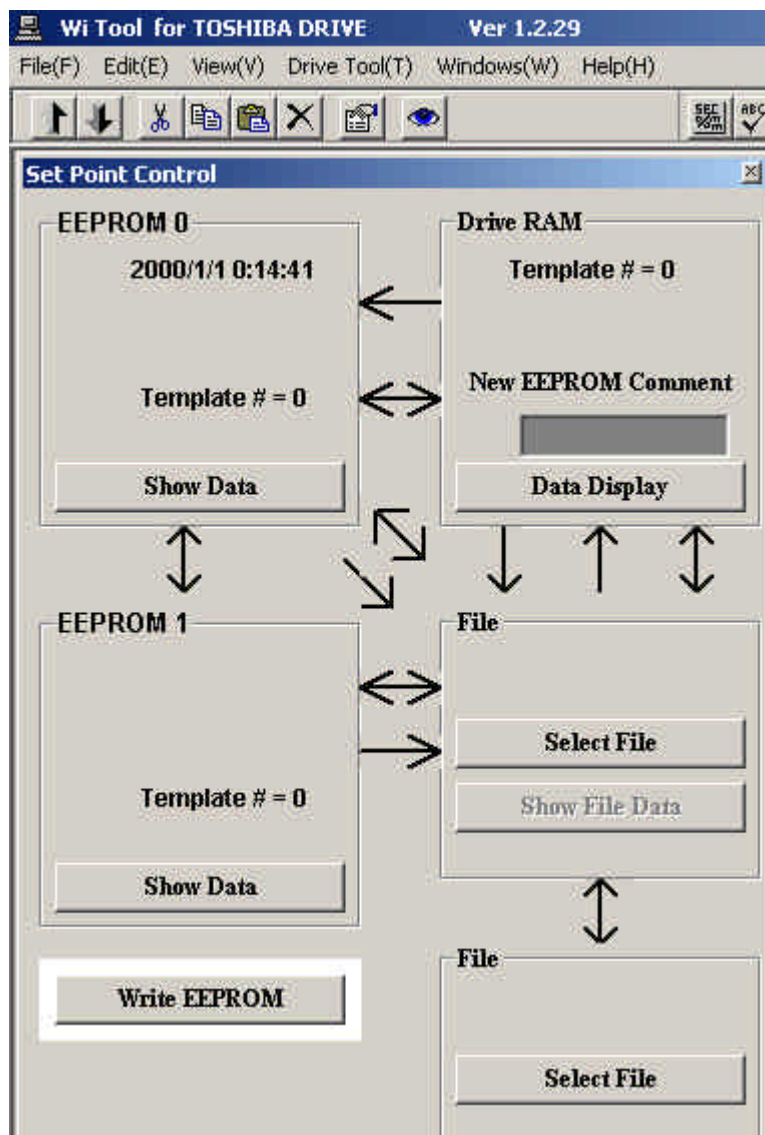 Wi Tool for TOSHIBA DRIVE Ver 1.2.29
File(F) Edit(E) View(V) Drive Tool(T) Windows(W) Help(H)
SEC
%m
ABC
Set Point Control
EEPROM 0
2000/1/1 0:14:41
Template # = 0
Show Data
Drive RAM
Template # = 0
New EEPROM Comment
Data Display
EEPROM 1
Template # = 0
Show Data
File
Select File
Show File Data
Write EEPROM
File
Select File